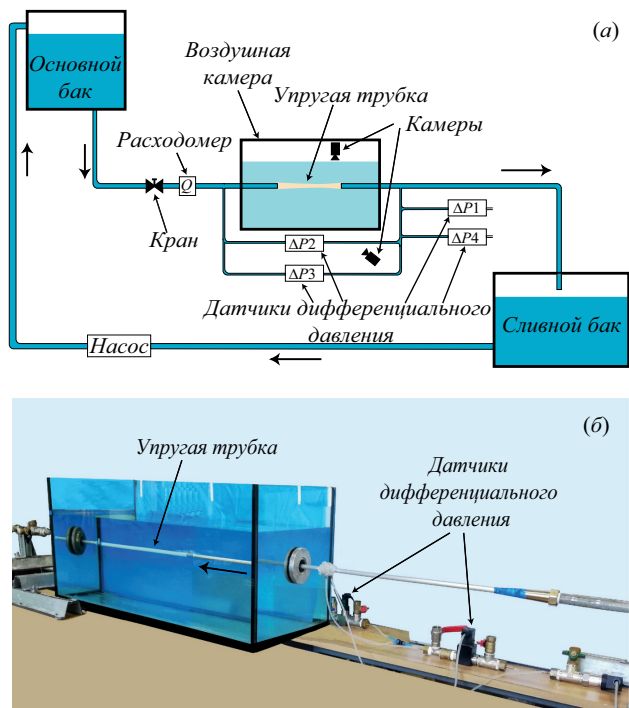 (а)
Основной
бак
Воздушная
камера
Упругая трубка
Камеры
Расходомер
Q
Кран
ΔP1
ΔP2
ΔP4
ΔP3
Датчики дифференциального
давления
Сливной бак
Насос
(б)
Упругая трубка
Датчики
дифференциального
давления